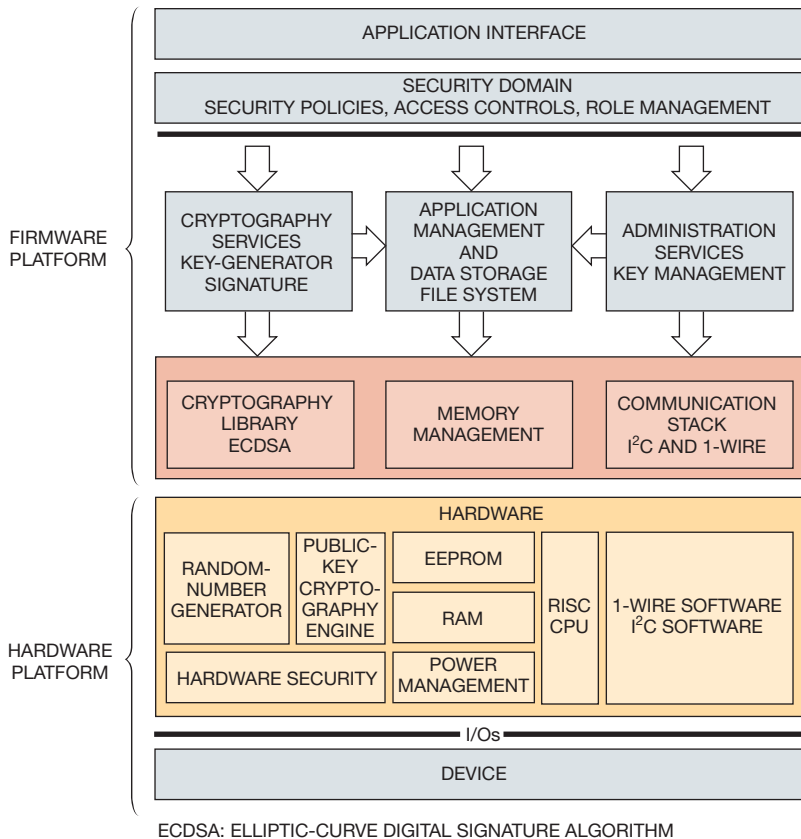 APPLICATION INTERFACE
SECURITY DOMAIN
SECURITY POLICIES, ACCESS CONTROLS, ROLE MANAGEMENT
FIRMWARE
PLATFORM
CRYPTOGRAPHY
SERVICES
KEY-GENERATOR
SIGNATURE
APPLICATION
MANAGEMENT
AND
DATA STORAGE
FILE SYSTEM
ADMINISTRATION
SERVICES
KEY MANAGEMENT
CRYPTOGRAPHY
LIBRARY
ECDSA
MEMORY
MANAGEMENT
COMMUNICATION
STACK
I²C AND 1-WIRE
HARDWARE
PLATFORM
HARDWARE
RANDOM-
NUMBER
GENERATOR
PUBLIC-
KEY
CRYPTO-
GRAPHY
ENGINE
EEPROM
RAM
RISC
CPU
1-WIRE SOFTWARE
I²C SOFTWARE
HARDWARE SECURITY
POWER
MANAGEMENT
I/Os
DEVICE
ECDSA: ELLIPTIC-CURVE DIGITAL SIGNATURE ALGORITHM